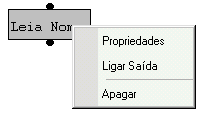 Leia Nom
Propriedades
Ligar Saída
Apagar